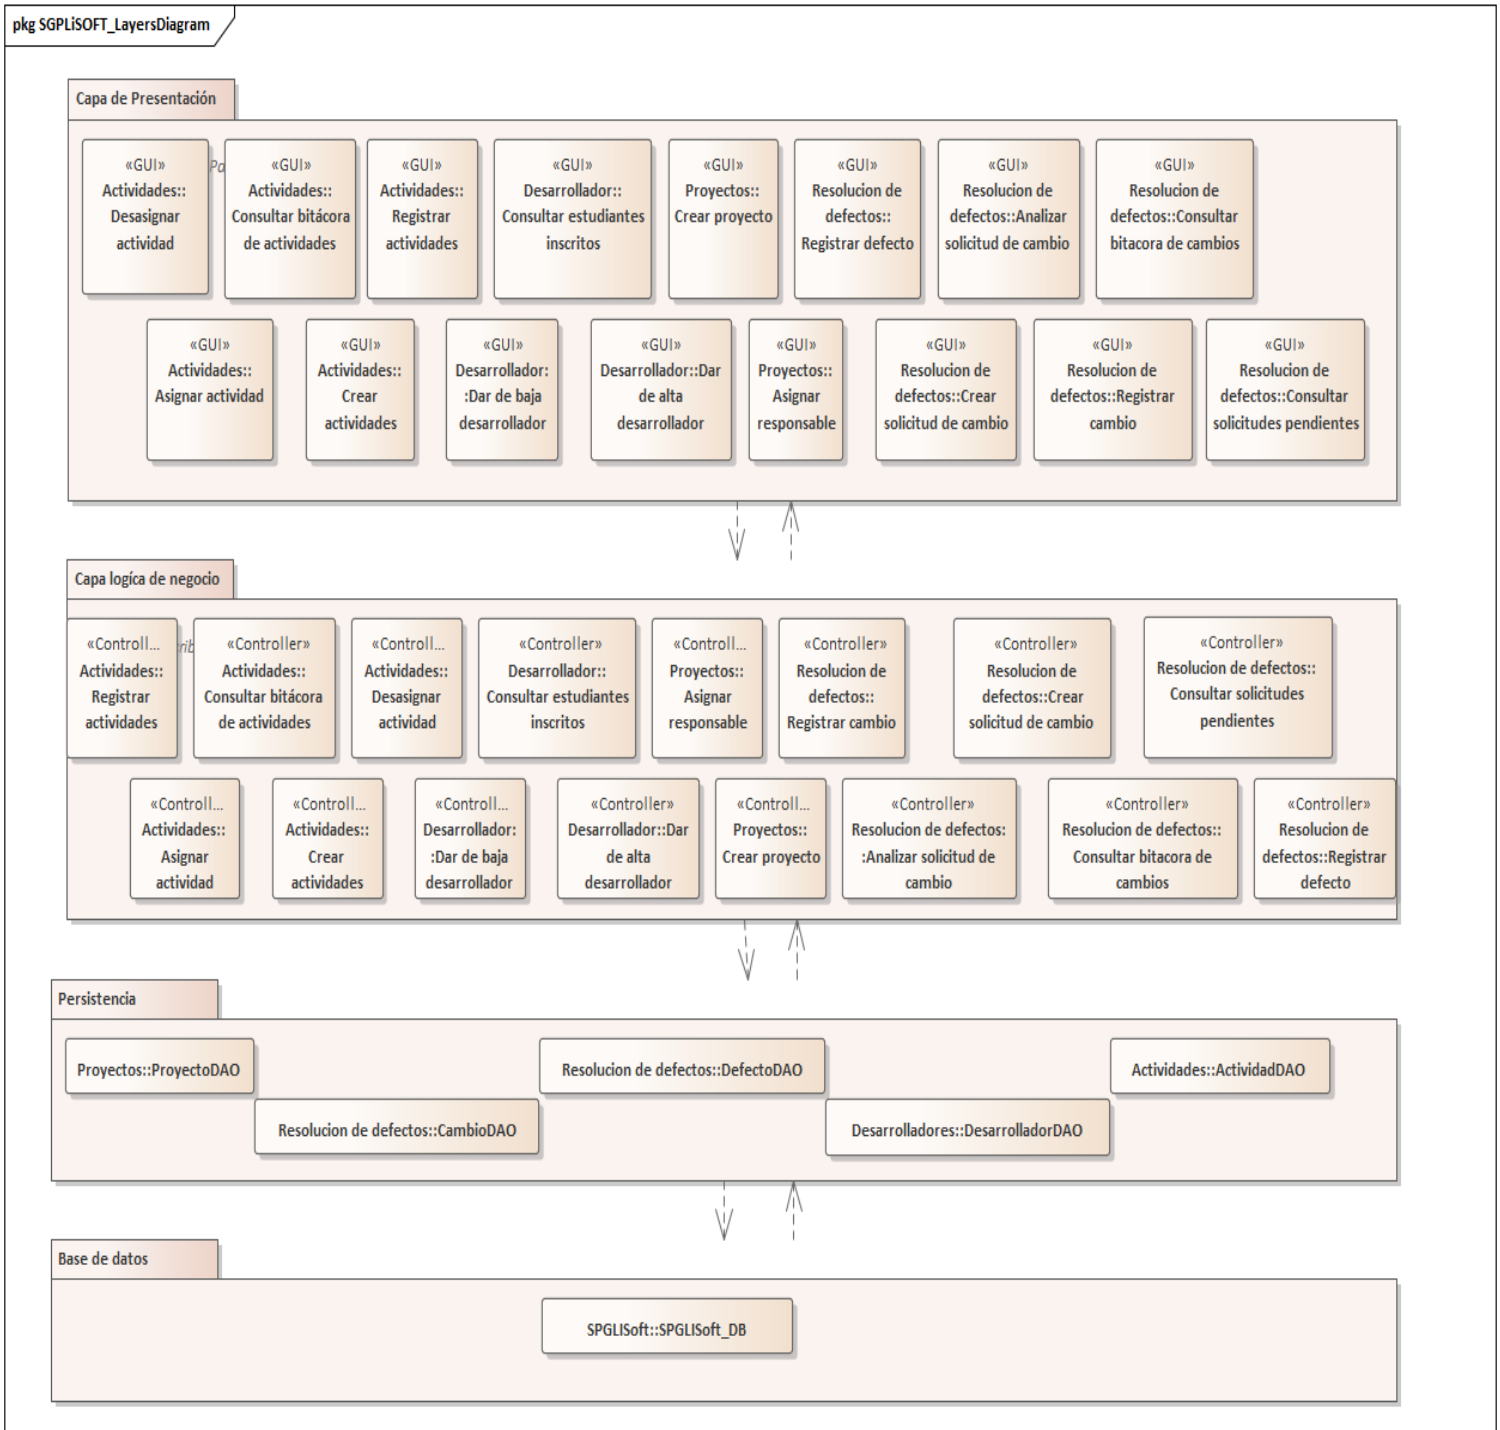 pkg SGPLiSOFT_LayersDiagram
Capa de Presentación
«GUI»
Actividades::
Desasignar
actividad
«GUI»
Actividades::
Consultar bitácora
de actividades
«GUI»
Actividades::
Registrar
actividades
«GUI»
Desarrollador::
Consultar estudiantes
inscritos
«GUI»
Proyectos::
Crear proyecto
«GUI»
Resolucion de
defectos::
Registrar defecto
«GUI»
Resolucion de
defectos::Analizar
solicitud de cambio
«GUI»
Resolucion de
defectos::Consultar
bitacora de cambios
«GUI»
Actividades::
Asignar actividad
«GUI»
Actividades::
Crear
actividades
«GUI»
Desarrollador:
:Dar de baja
desarrollador
«GUI»
Desarrollador::Dar
de alta
desarrollador
«GUI»
Proyectos::
Asignar
responsable
«GUI»
Resolucion de
defectos::Crear
solicitud de cambio
«GUI»
Resolucion de
defectos::Registrar
cambio
«GUI»
Resolucion de
defectos::Consultar
solicitudes pendientes
Capa logíca de negocio
«Controll...
Actividades::
Registrar
actividades
«Controller»
Actividades::
Consultar bitácora
de actividades
«Controll...
Actividades::
Desasignar
actividad
«Controller»
Desarrollador::
Consultar estudiantes
inscritos
«Controll...
Proyectos::
Asignar
responsable
«Controller»
Resolucion de
defectos::
Registrar cambio
«Controller»
Resolucion de
defectos::Crear
solicitud de cambio
«Controller»
Resolucion de defectos::
Consultar solicitudes
pendientes
«Controll...
Actividades::
Asignar
actividad
«Controll...
Actividades::
Crear
actividades
«Controll...
Desarrollador:
:Dar de baja
desarrollador
«Controller»
Desarrollador::Dar
de alta
desarrollador
«Controll...
Proyectos::
Crear proyecto
«Controller»
Resolucion de defectos:
:Analizar solicitud de
cambio
«Controller»
Resolucion de defectos::
Consultar bitacora de
cambios
«Controller»
Resolucion de
defectos::Registrar
defecto
Persistencia
Proyectos::ProyectoDAO
Resolucion de defectos::DefectoDAO
Actividades::ActividadDAO
Resolucion de defectos::CambioDAO
Desarrolladores::DesarrolladorDAO
Base de datos
SPGLISoft::SPGLISoft_DB